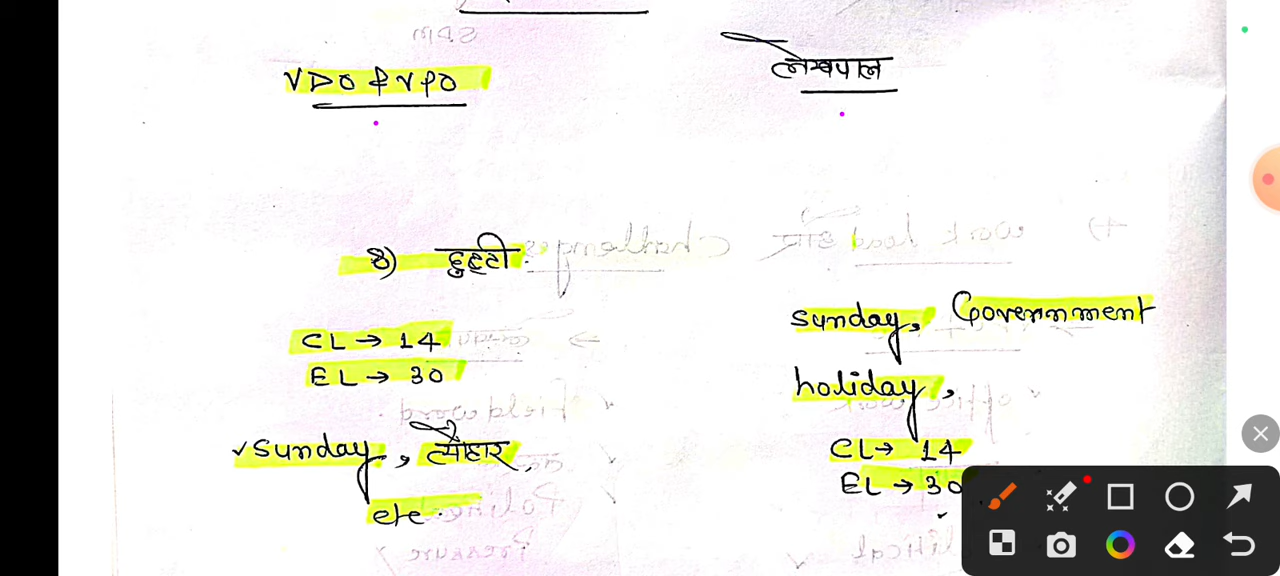 VDO & VPO
लेखपाल
8) छुट्टी
CL → 14
EL → 30
✓Sunday, त्यौहार,
etc.
Sunday, Government
holiday,
CL → 14
EL → 30